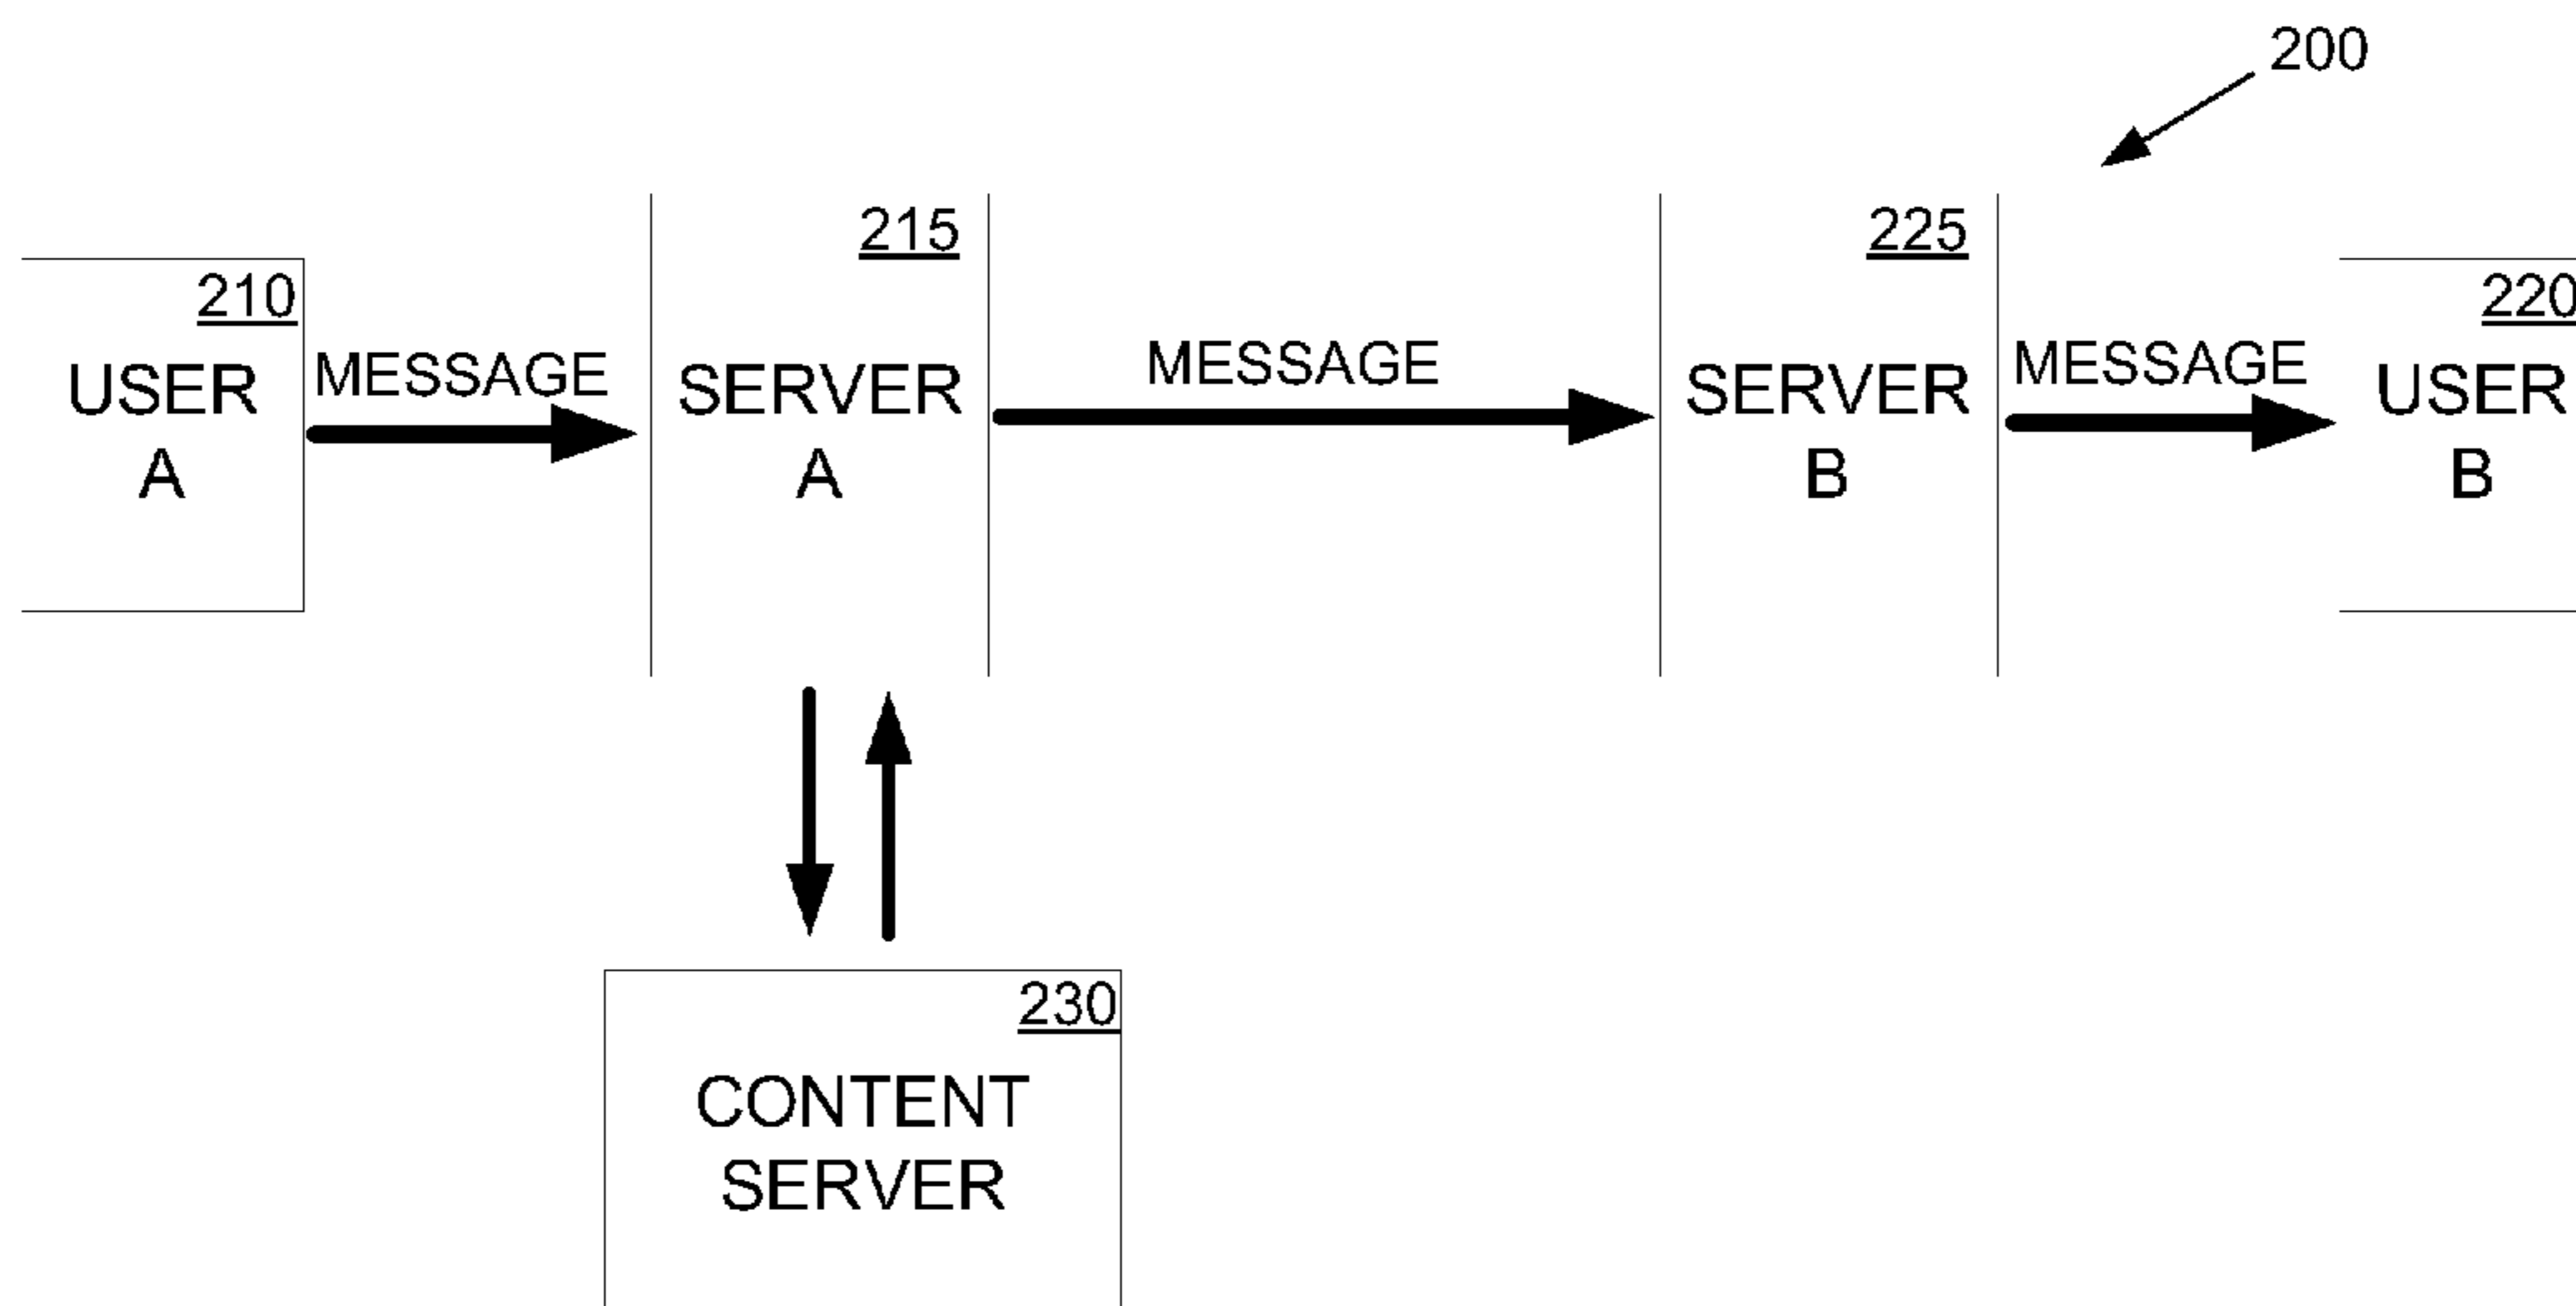 200
210
USER
A
MESSAGE
215
SERVER
A
MESSAGE
225
SERVER
B
MESSAGE
220
USER
B
230
CONTENT
SERVER